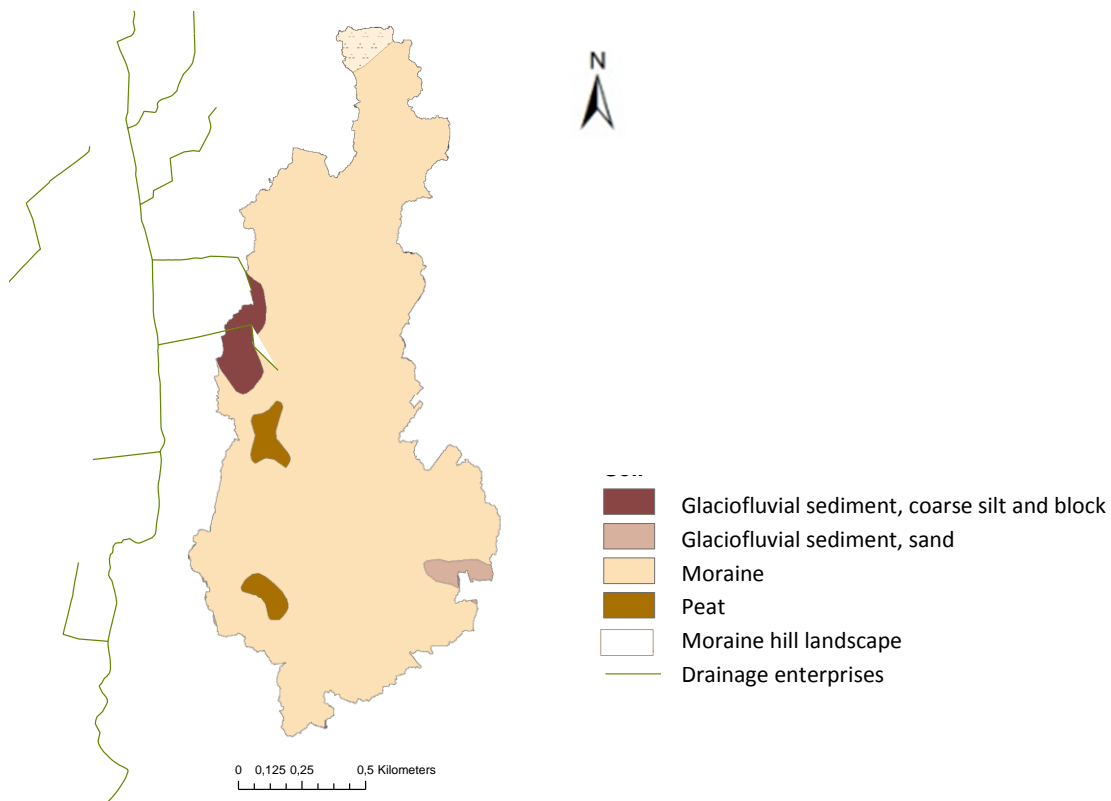 N
Glaciofluvial sediment, coarse silt and block
Glaciofluvial sediment, sand
Moraine
Peat
Moraine hill landscape
Drainage enterprises
0 0,125 0,25 0,5 Kilometers